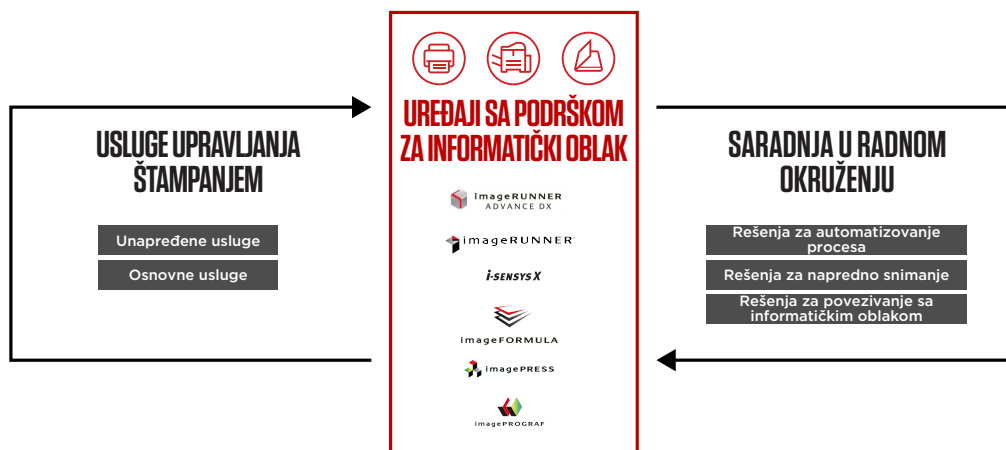 USLUGE UPRAVLJANJA
ŠTAMPANJEM
Unapređene usluge
Osnovne usluge
UREĐAJI SA PODRŠKOM
ZA INFORMATIČKI OBLAK
imageRUNNER
ADVANCE DX
imageRUNNER
i-SENSYS X
imageFORMULA
imagePRESS
imagePROGRAF
SARADNJA U RADNOM
OKRUŽENJU
Rešenja za automatizovanje
procesa
Rešenja za napredno snimanje
Rešenja za povezivanje sa
informatičkim oblakom